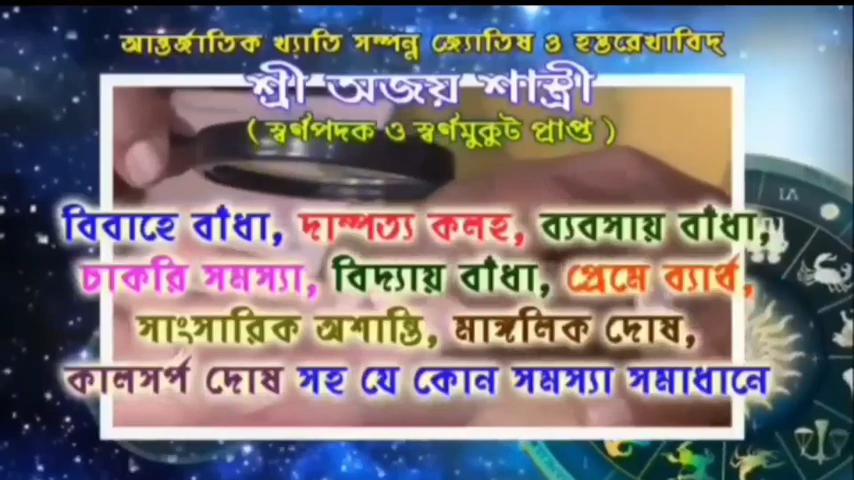 আন্তর্জাতিক খ্যাতি সম্পন্ন জ্যোতিষ ও হস্তরেখাবিদ্
শ্রী অজয় শাস্ত্রী
( স্বর্ণপদক ও স্বর্ণমুকুট প্রাপ্ত )
বিবাহে বাঁধা, দাম্পত্য কলহ, ব্যবসায় বাঁধা,
চাকরি সমস্যা, বিদ্যায় বাঁধা, প্রেমে ব্যার্থ,
সাংসারিক অশান্তি, মাঙ্গলিক দোষ,
কালসর্প দোষ সহ যে কোন সমস্যা সমাধানে